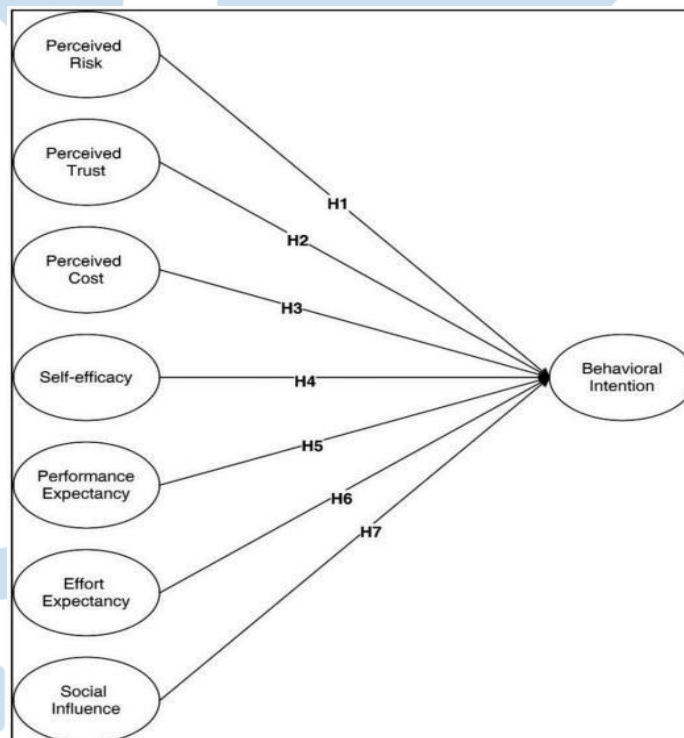 Perceived
Risk
H1
Perceived
Trust
H2
Perceived
Cost
H3
Self-efficacy
H4
Behavioral
Intention
Performance
Expectancy
H5
Effort
Expectancy
H6
Social
Influence
H7